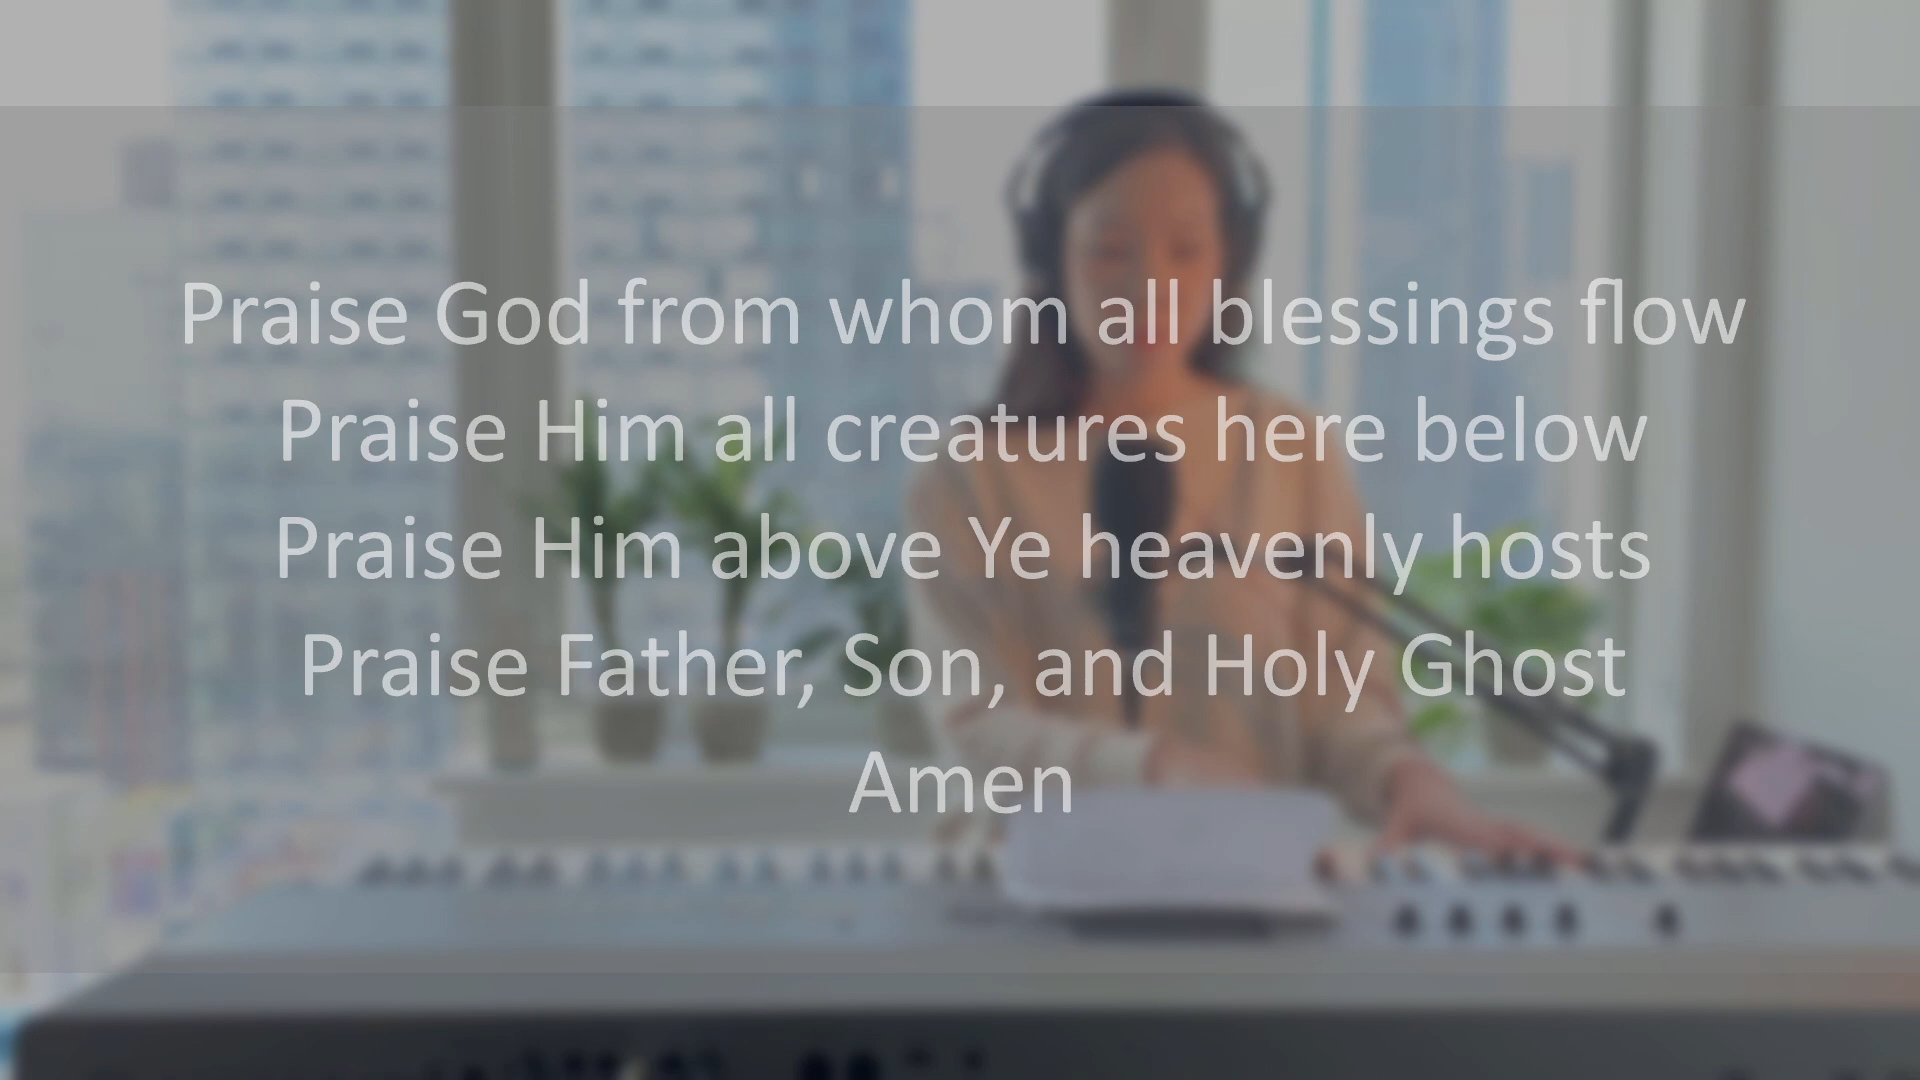 Praise God from whom all blessings flow
Praise Him all creatures here below
Praise Him above Ye heavenly hosts
Praise Father, Son, and Holy Ghost
Amen